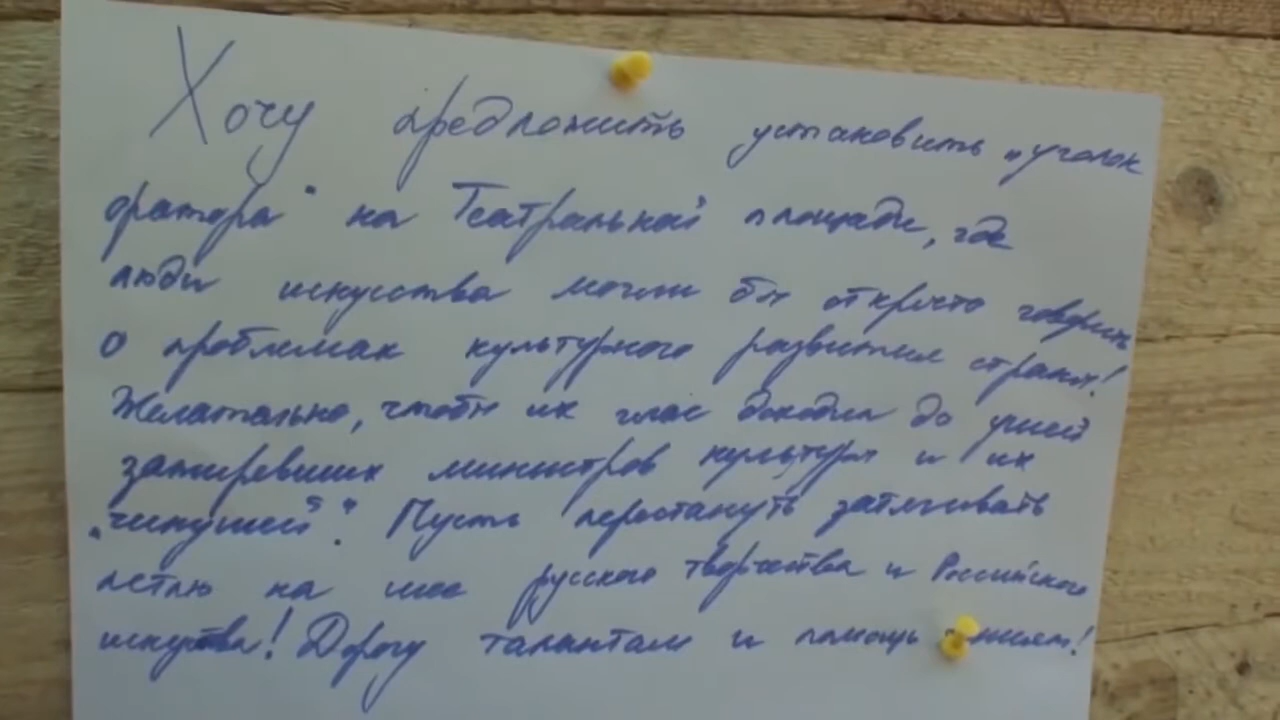 Хочу предложить установить „уголок
оратора" на Театральной площади, где
люди искусства могли бы открыто говорить
о проблемах культурного развития страны!
Желательно, чтобы их глас доходил до ушей
зажиревших министров культуры и их
„чинушей". Пусть перестанут затягивать
петлю на шее русского творчества и Российского
искусства! Дорогу талантам и помощь